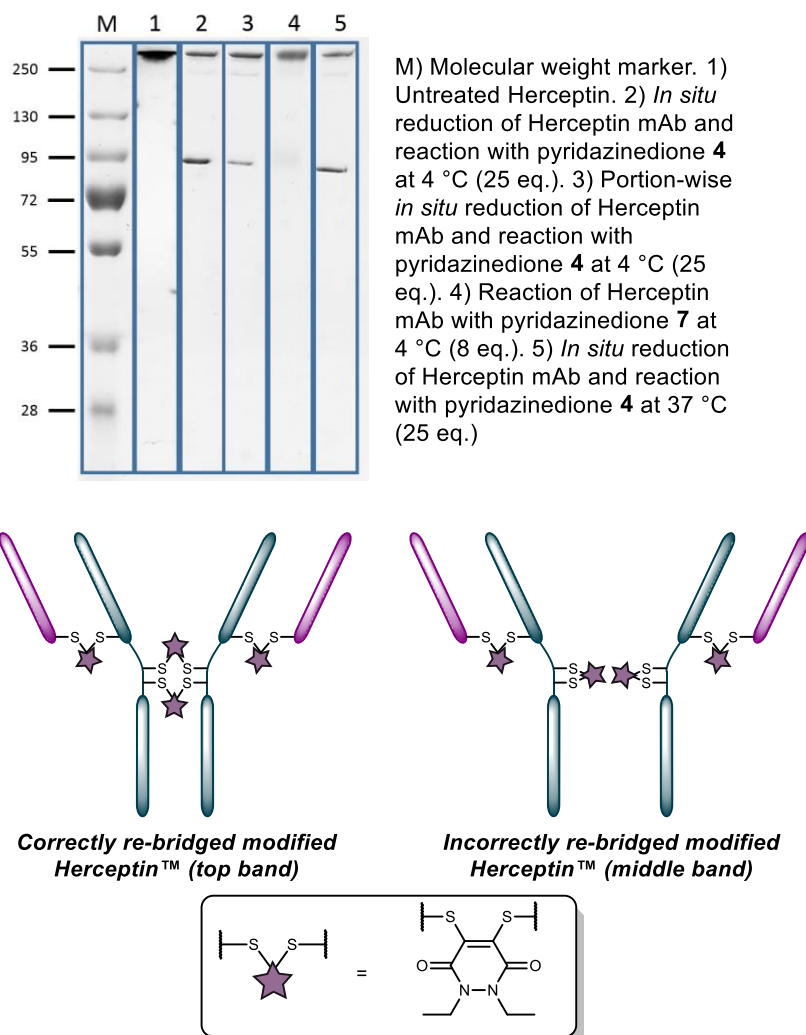 M 1 2 3 4 5
250
130
95
72
55
36
28
M) Molecular weight marker. 1)
Untreated Herceptin. 2) In situ
reduction of Herceptin mAb and
reaction with pyridazinedione 4
at 4 °C (25 eq.). 3) Portion-wise
in situ reduction of Herceptin
mAb and reaction with
pyridazinedione 4 at 4 °C (25
eq.). 4) Reaction of Herceptin
mAb with pyridazinedione 7 at
4 °C (8 eq.). 5) In situ reduction
of Herceptin mAb and reaction
with pyridazinedione 4 at 37 °C
(25 eq.)
S S S S
S S
S S
S S S S
S S
S S
Correctly re-bridged modified
Herceptin™ (top band)
Incorrectly re-bridged modified
Herceptin™ (middle band)
S S
S S
=
O O
N N